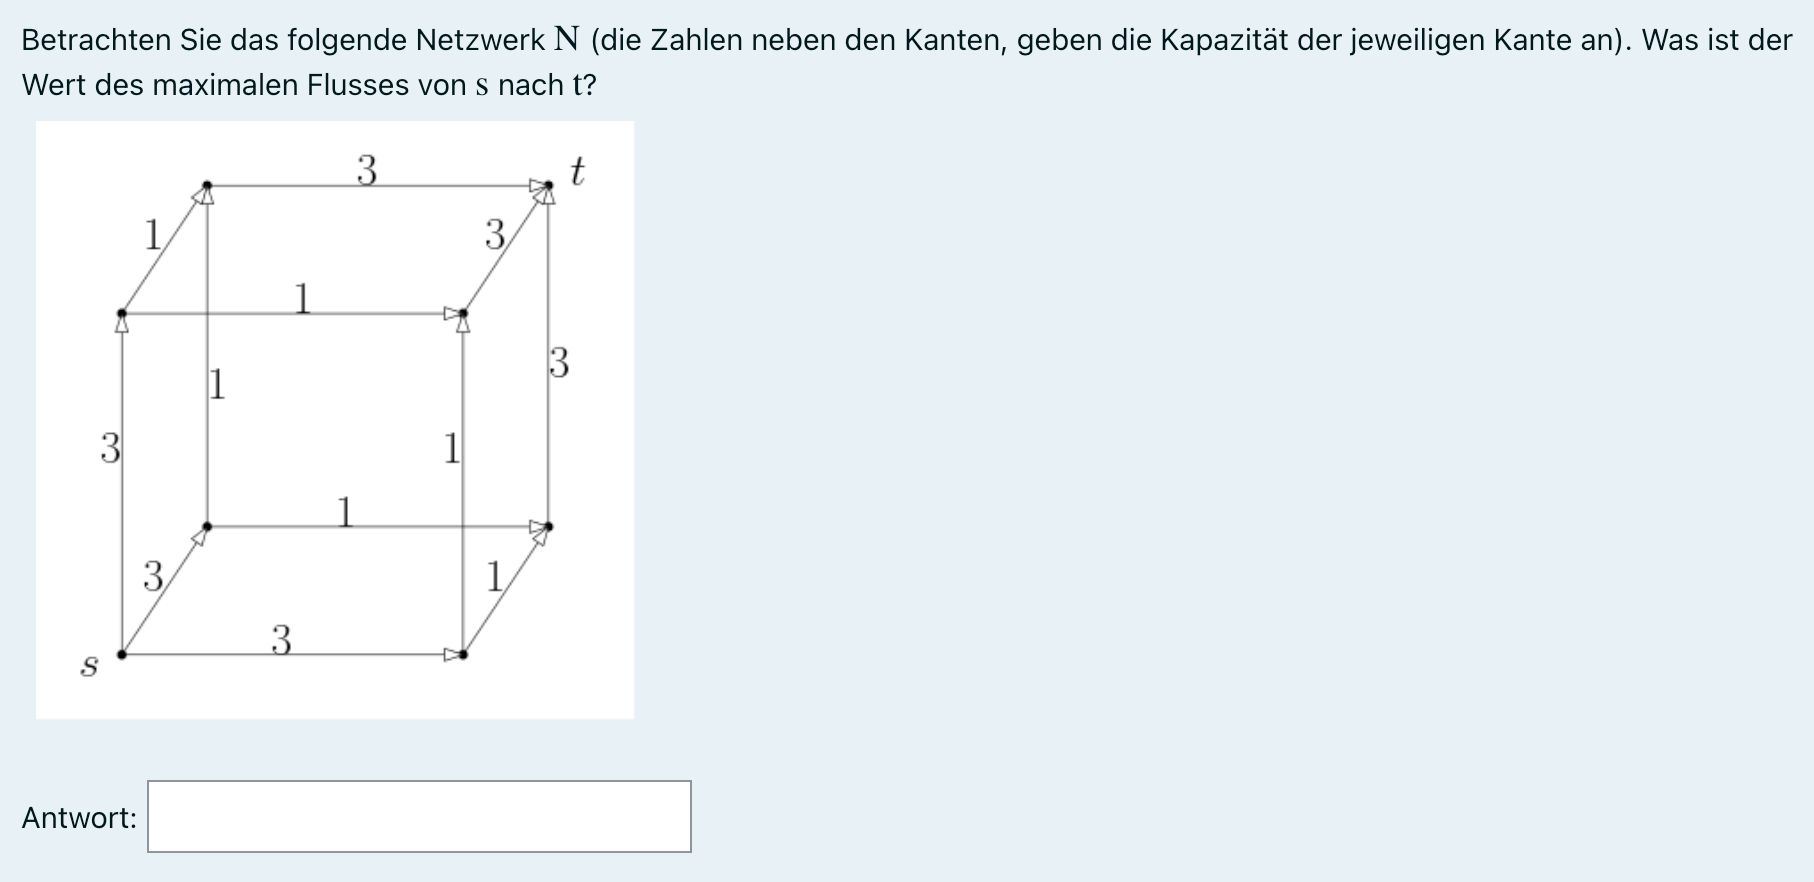 Betrachten Sie das folgende Netzwerk N (die Zahlen neben den Kanten, geben die Kapazität der jeweiligen Kante an). Was ist der
Wert des maximalen Flusses von s nach t?
3
t
1
3
1
3
1
3
1
1
3
1
3
s
Antwort: